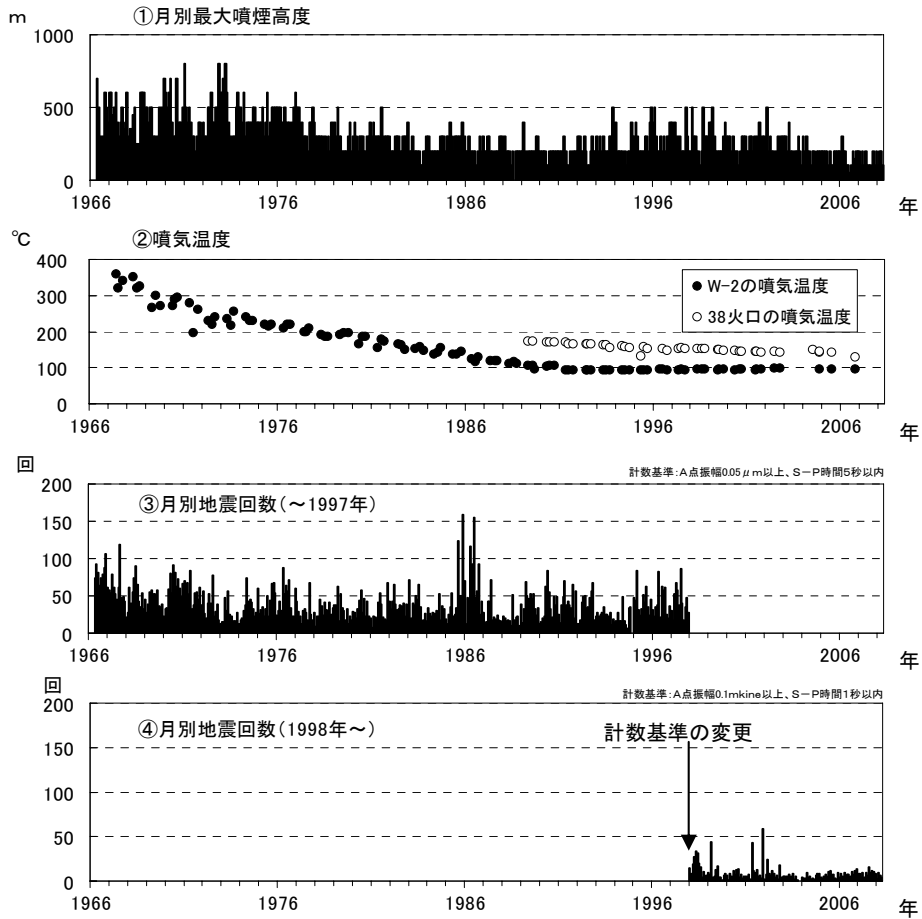 ①月別最大噴煙高度
m
1000
500
0
1966 1976 1986 1996 2006 年
②噴気温度
℃
400
300
200
100
0
● W-2の噴気温度
○ 38火口の噴気温度
1966 1976 1986 1996 2006 年
回
計数基準:A点振幅0.05μm以上、S-P時間5秒以内
③月別地震回数(～1997年)
200
150
100
50
0
1966 1976 1986 1996 2006 年
回
計数基準:A点振幅0.1mkine以上、S-P時間1秒以内
④月別地震回数(1998年～)
計数基準の変更
200
150
100
50
0
1966 1976 1986 1996 2006 年